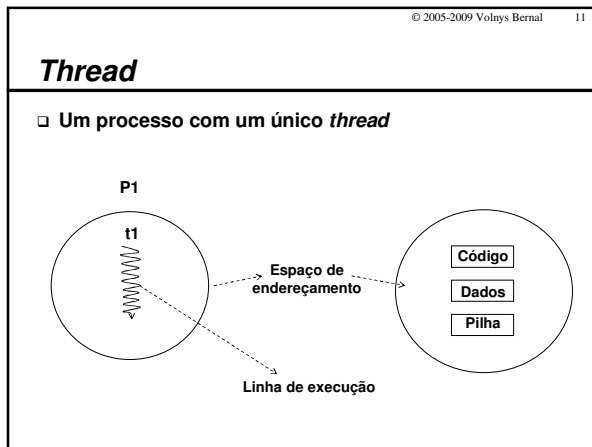 © 2005-2009 Volnys Bernal 11
Thread
❑ Um processo com um único thread
P1
t1
Espaço de
endereçamento
Código
Dados
Pilha
Linha de execução